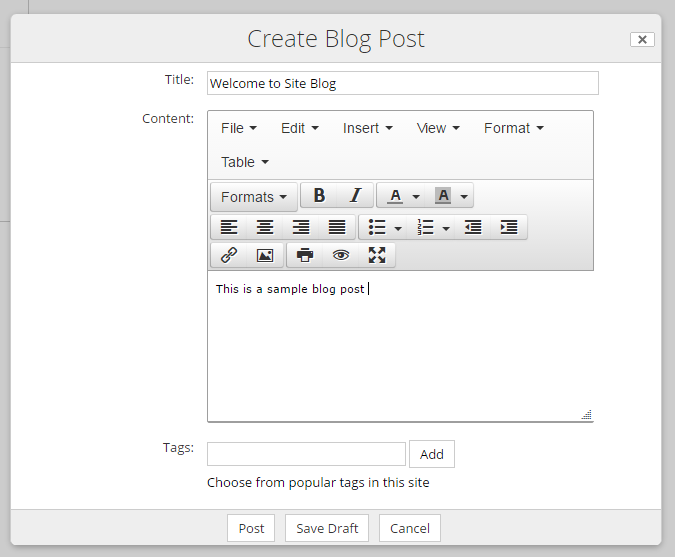 Create Blog Post
Title: Welcome to Site Blog
Content:
File Edit Insert View Format
Table
Formats B I A A
This is a sample blog post
Tags: Add
Choose from popular tags in this site
Post Save Draft Cancel